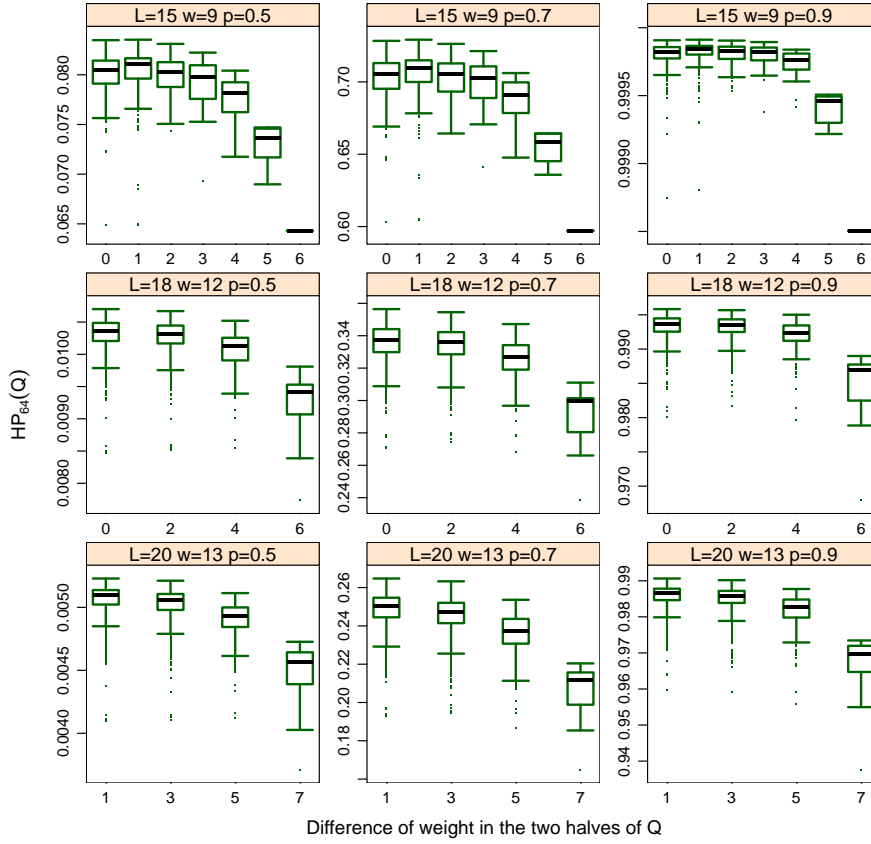 L=15 w=9 p=0.5
L=15 w=9 p=0.7
L=15 w=9 p=0.9
0.080
0.075
0.070
0.065
0.70
0.65
0.60
0.9995
0.9990
0 1 2 3 4 5 6
0 1 2 3 4 5 6
0 1 2 3 4 5 6
L=18 w=12 p=0.5
L=18 w=12 p=0.7
L=18 w=12 p=0.9
0.0100
0.0090
0.0080
0.34
0.32
0.30
0.28
0.26
0.24
0.990
0.980
0.970
0 2 4 6
0 2 4 6
0 2 4 6
HP64(Q)
L=20 w=13 p=0.5
L=20 w=13 p=0.7
L=20 w=13 p=0.9
0.0050
0.0045
0.0040
0.26
0.24
0.22
0.20
0.18
0.99
0.98
0.97
0.96
0.94
1 3 5 7
1 3 5 7
1 3 5 7
Difference of weight in the two halves of Q